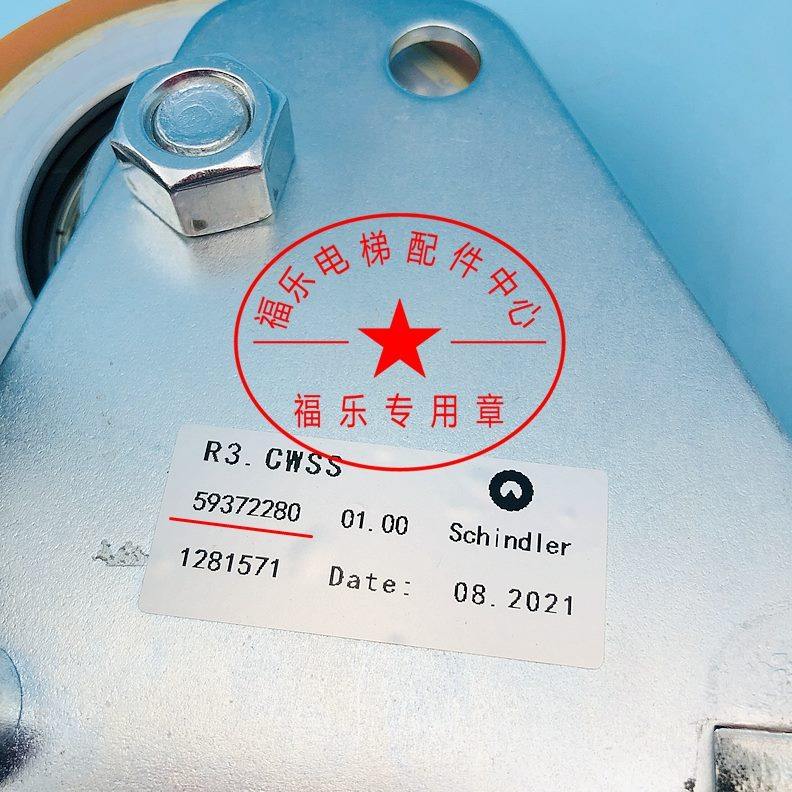 福乐电梯配件中心
福乐专用章
R3.CWSS
59372280 01.00 Schindler
1281571 Date: 08.2021